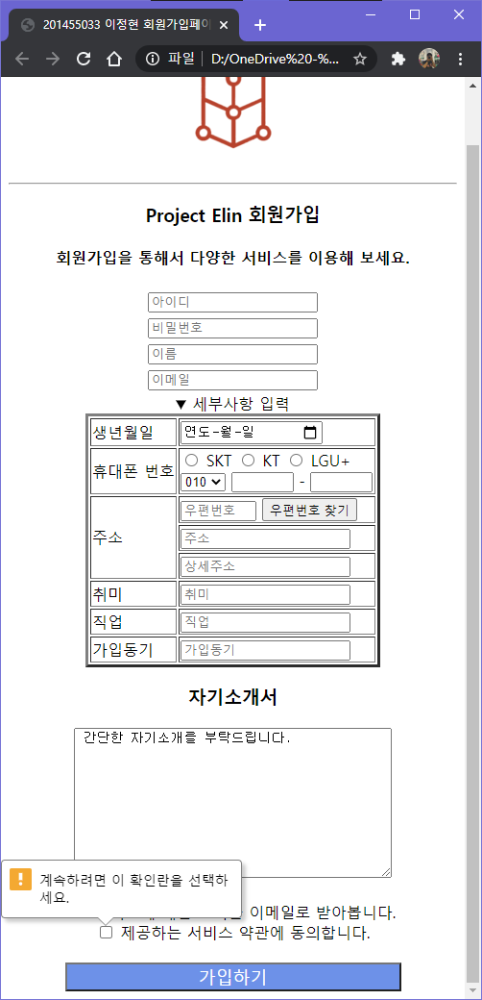 201455033 이정현 회원가입페이
파일 D:/OneDrive%20-%...
Project Elin 회원가입
회원가입을 통해서 다양한 서비스를 이용해 보세요.
아이디
비밀번호
이름
이메일
▼ 세부사항 입력
생년월일 연도-월-일
휴대폰 번호 SKT KT LGU+
010 -
주소 우편번호 우편번호 찾기
주소
상세주소
취미 취미
직업 직업
가입동기 가입동기
자기소개서
간단한 자기소개를 부탁드립니다.
계속하려면 이 확인란을 선택하
세요.
이메일로 받아봅니다.
제공하는 서비스 약관에 동의합니다.
가입하기